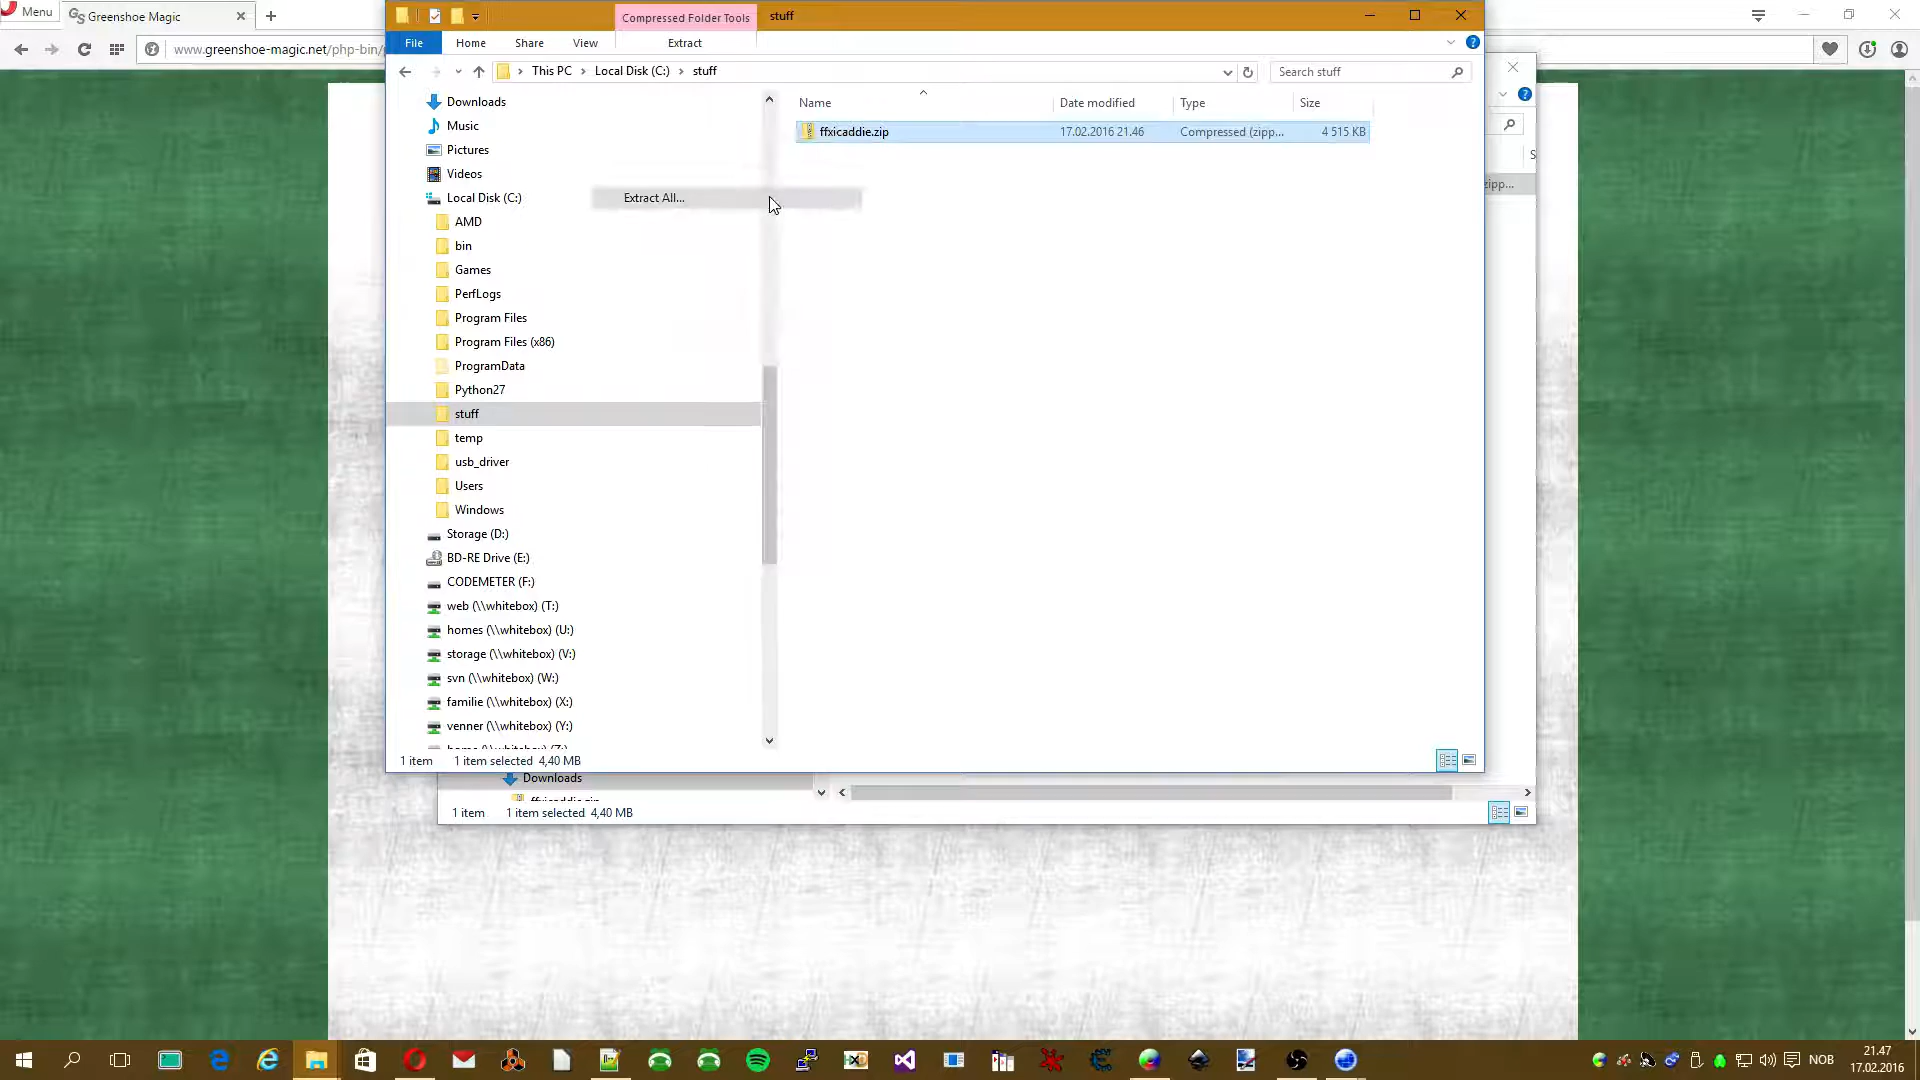 Menu
Greenshoe Magic
www.greenshoe-magic.net/php-bin/
Compressed Folder Tools
stuff
File
Home
Share
View
Extract
This PC
Local Disk (C:)
stuff
Search stuff
Name
Date modified
Type
Size
ffxicaddie.zip
17.02.2016 21.46
Compressed (zipp...
4 515 KB
zipp...
Extract All...
Downloads
Music
Pictures
Videos
Local Disk (C:)
AMD
bin
Games
PerfLogs
Program Files
Program Files (x86)
ProgramData
Python27
stuff
temp
usb_driver
Users
Windows
Storage (D:)
BD-RE Drive (E:)
CODEMETER (F:)
web (\\whitebox) (T:)
homes (\\whitebox) (U:)
storage (\\whitebox) (V:)
svn (\\whitebox) (W:)
familie (\\whitebox) (X:)
venner (\\whitebox) (Y:)
1 item
1 item selected 4,40 MB
Downloads
1 item
1 item selected 4,40 MB
NOB
21.47
17.02.2016